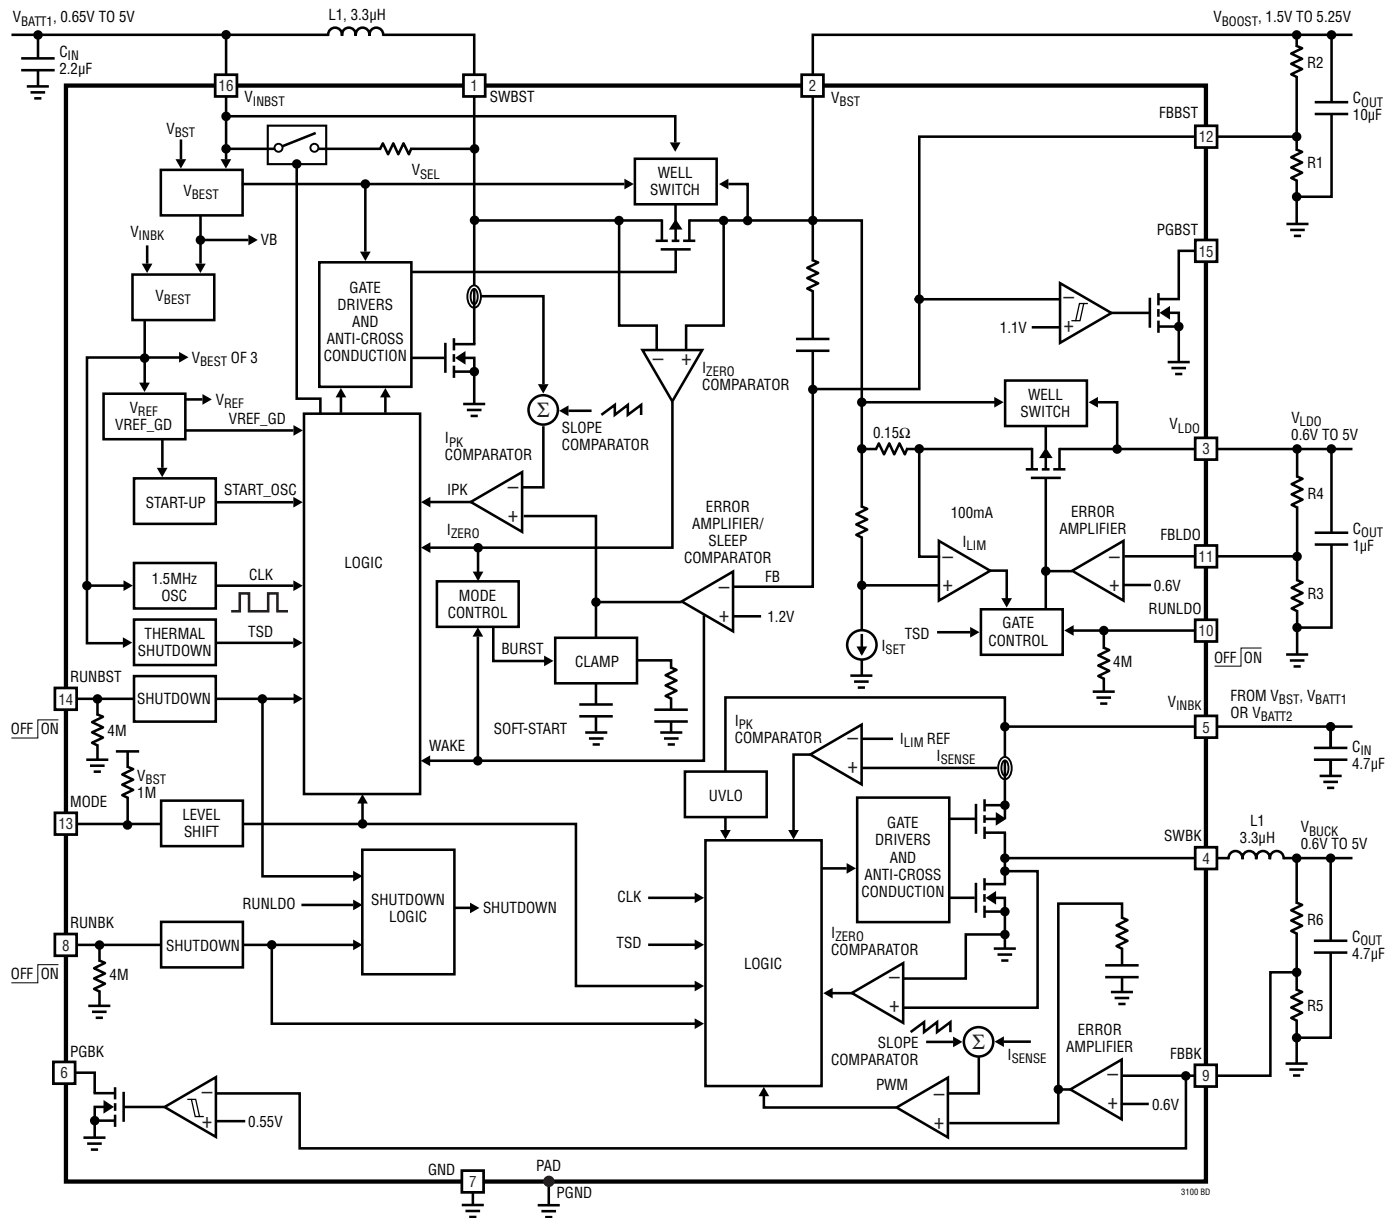 VBATT1, 0.65V TO 5V
L1, 3.3µH
VBOOST, 1.5V TO 5.25V
CIN
2.2µF
R2
COUT
10µF
R1
16
VINBST
1
SWBST
2
VBST
FBBST
12
VBST
VBEST
VSEL
WELL
SWITCH
VINBK
VB
VBEST
PGBST
15
GATE
DRIVERS
AND
ANTI-CROSS
CONDUCTION
1.1V
–
+
VBEST OF 3
–
+
IZERO
COMPARATOR
VREF
VREF_GD
VREF
VREF_GD
Σ
SLOPE
COMPARATOR
WELL
SWITCH
VLDO
3
VLDO
0.6V TO 5V
0.15Ω
IPK
COMPARATOR
START-UP
START_OSC
IPK
–
+
ERROR
AMPLIFIER/
SLEEP
COMPARATOR
100mA
ILIM
–
+
ERROR
AMPLIFIER
–
+
0.6V
FBLDO
11
R4
COUT
1µF
R3
LOGIC
IZERO
1.5MHz
OSC
CLK
MODE
CONTROL
FB
–
+
1.2V
THERMAL
SHUTDOWN
TSD
BURST
CLAMP
ISET
TSD
GATE
CONTROL
RUNLDO
10
4M
OFF ON
RUNBST
14
SHUTDOWN
OFF ON
4M
SOFT-START
WAKE
VINBK
5
FROM VBST, VBATT1
OR VBATT2
CIN
4.7µF
IPK
COMPARATOR
–
+
ILIM REF
ISENSE
VBST
1M
MODE
13
LEVEL
SHIFT
UVLO
GATE
DRIVERS
AND
ANTI-CROSS
CONDUCTION
SWBK
4
L1
3.3µH
VBUCK
0.6V TO 5V
SHUTDOWN
LOGIC
RUNLDO
SHUTDOWN
CLK
TSD
LOGIC
IZERO
COMPARATOR
–
+
R6
COUT
4.7µF
R5
RUNBK
8
SHUTDOWN
OFF ON
4M
SLOPE
COMPARATOR
Σ
ISENSE
ERROR
AMPLIFIER
–
+
0.6V
FBBK
9
PWM
–
+
PGBK
6
–
+
0.55V
GND
7
PAD
PGND
3100 BD